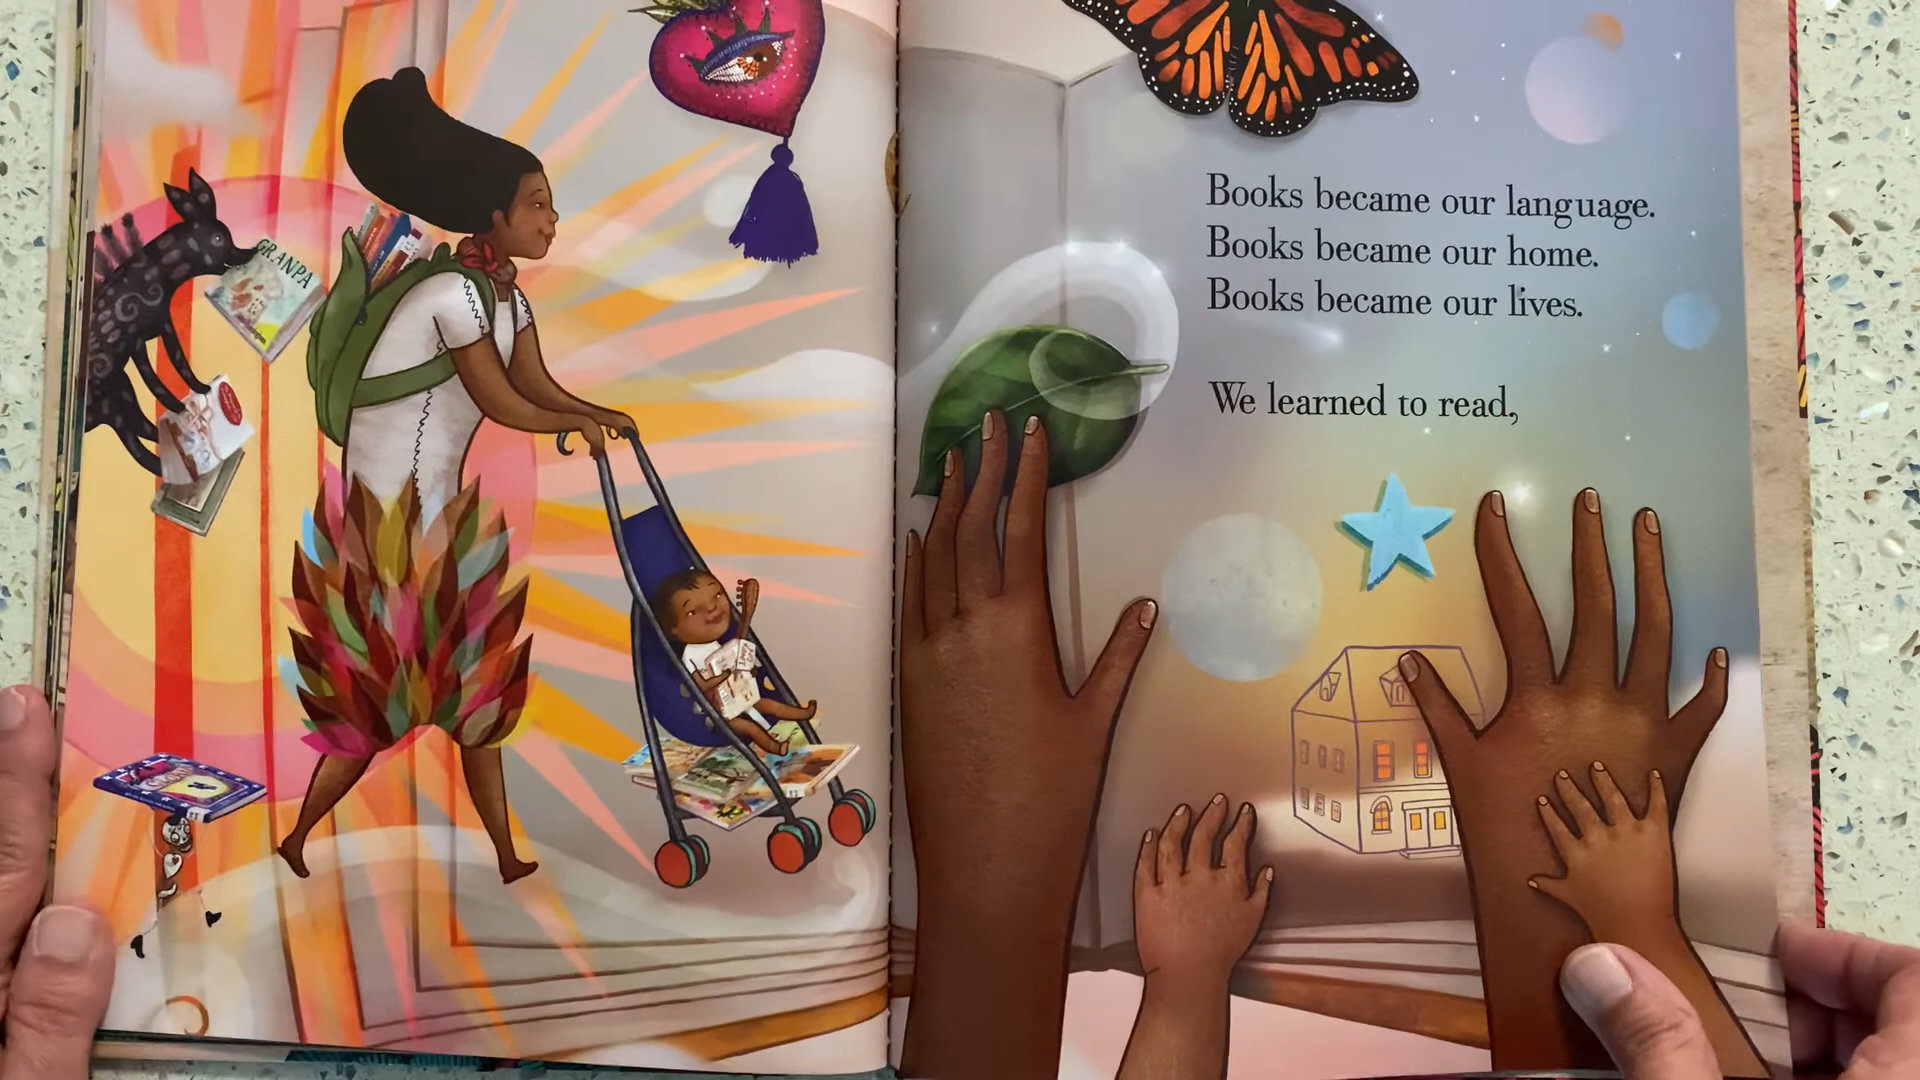 GRANPA
Books became our language.
Books became our home.
Books became our lives.
We learned to read,